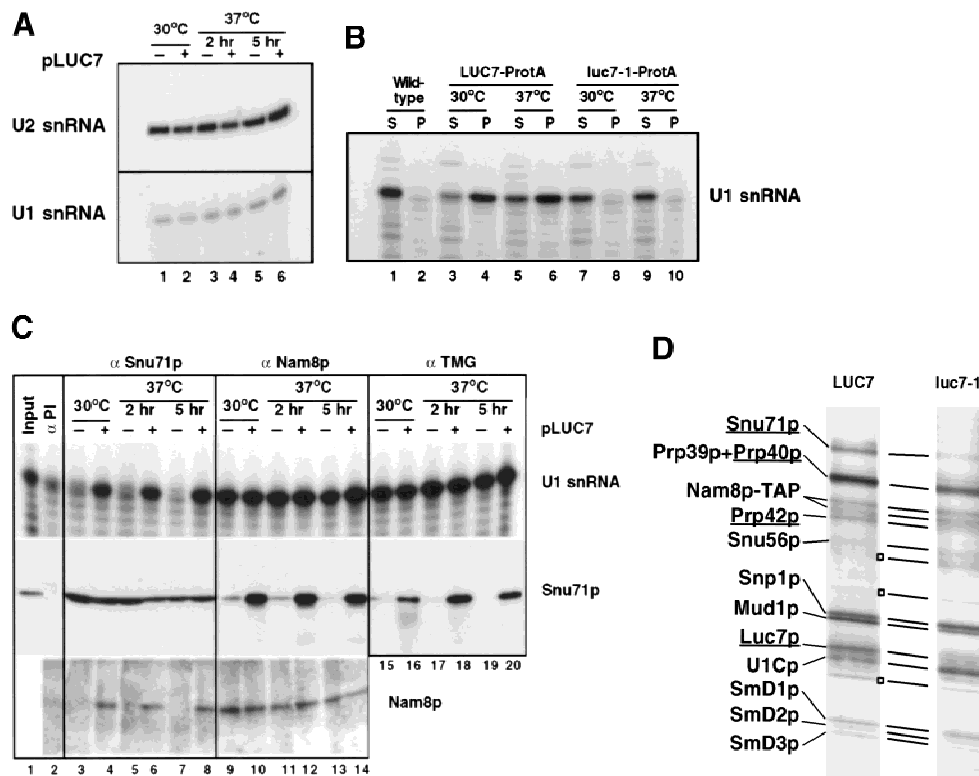 A
30°C 37°C
2 hr 5 hr
pLUC7 – + – + – +
U2 snRNA
U1 snRNA
1 2 3 4 5 6
B
Wild-type LUC7-ProtA luc7-1-ProtA
30°C 37°C 30°C 37°C
S P S P S P S P S P
U1 snRNA
1 2 3 4 5 6 7 8 9 10
C
α Snu71p α Nam8p α TMG
Input α PI
37°C 37°C 37°C
30°C 2 hr 5 hr 30°C 2 hr 5 hr 30°C 2 hr 5 hr
– + – + – + – + – + – + – + – + – + pLUC7
U1 snRNA
Snu71p
15 16 17 18 19 20
Nam8p
1 2 3 4 5 6 7 8 9 10 11 12 13 14
D
LUC7 luc7-1
Snu71p
Prp39p+Prp40p
Nam8p-TAP
Prp42p
Snu56p
Snp1p
Mud1p
Luc7p
U1Cp
SmD1p
SmD2p
SmD3p